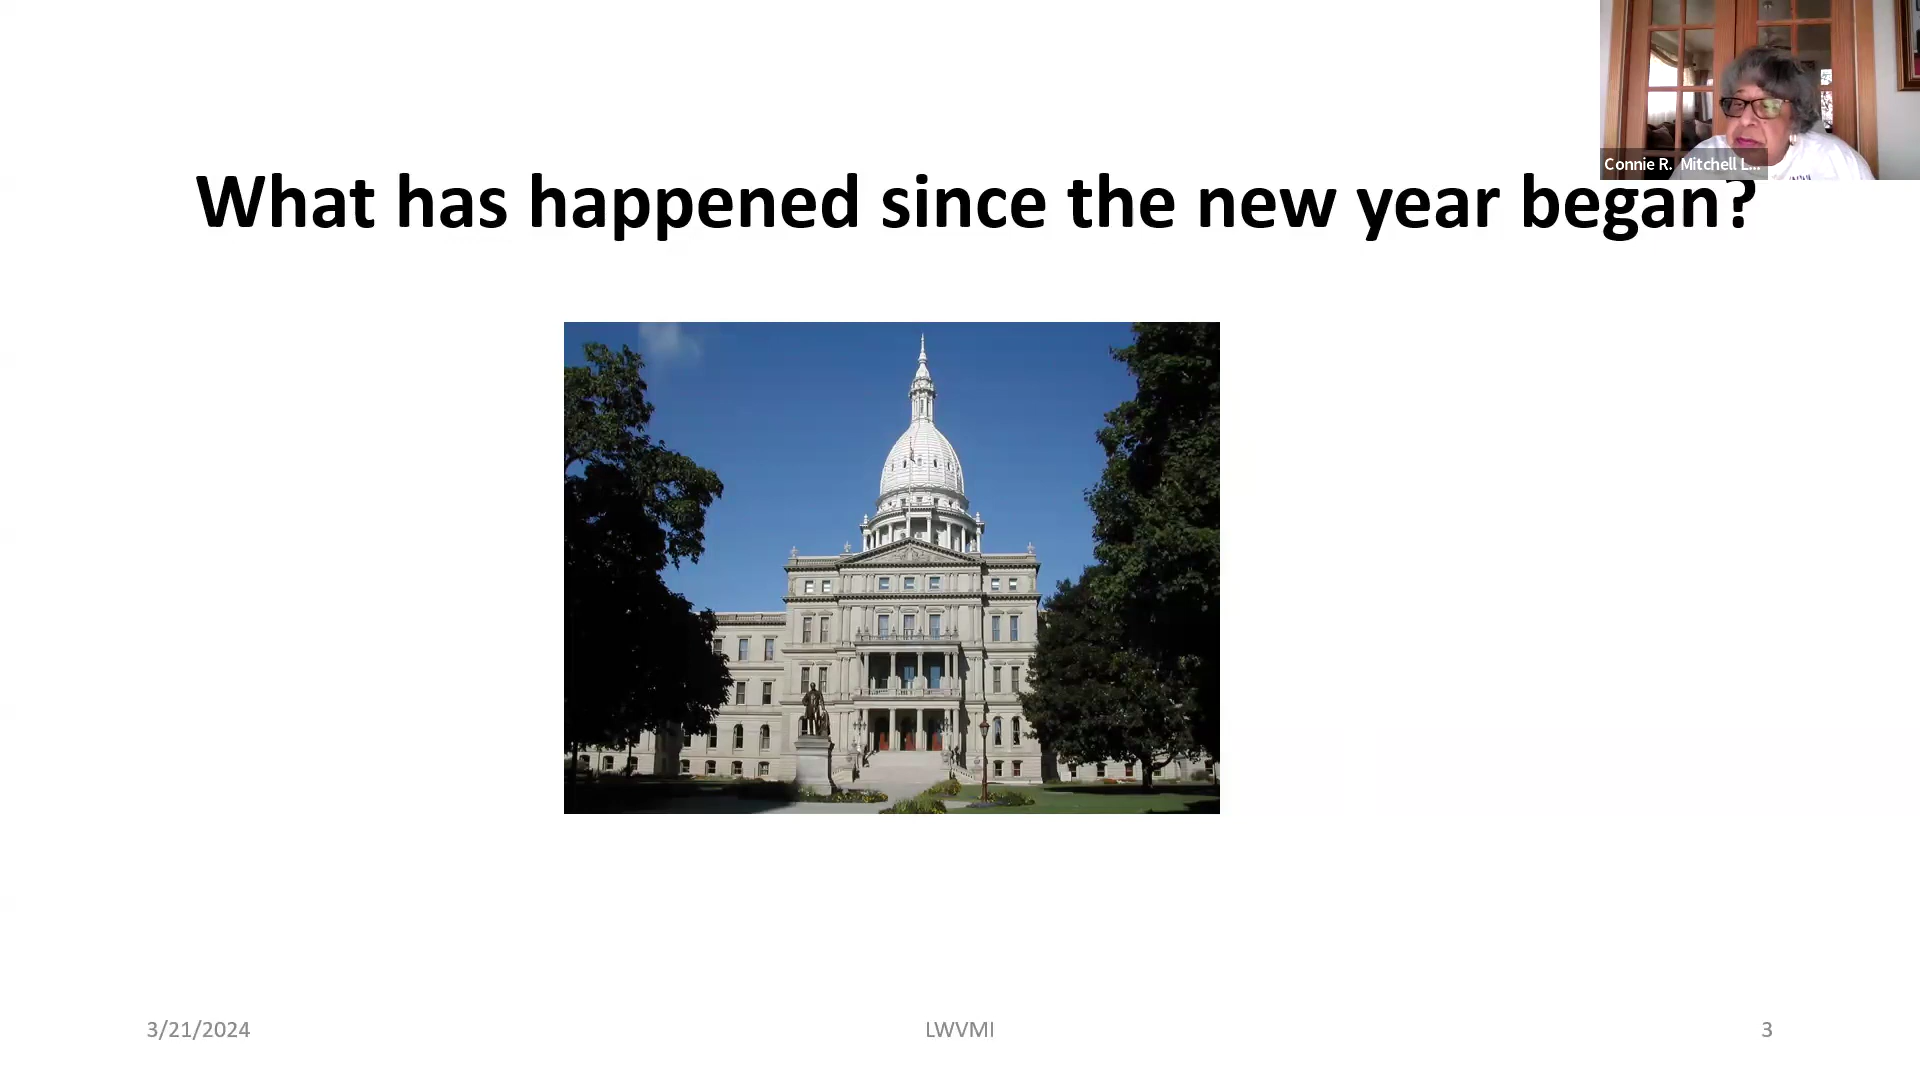 Connie R. Mitchell L...
What has happened since the new year began?
3/21/2024
LWVMI
3